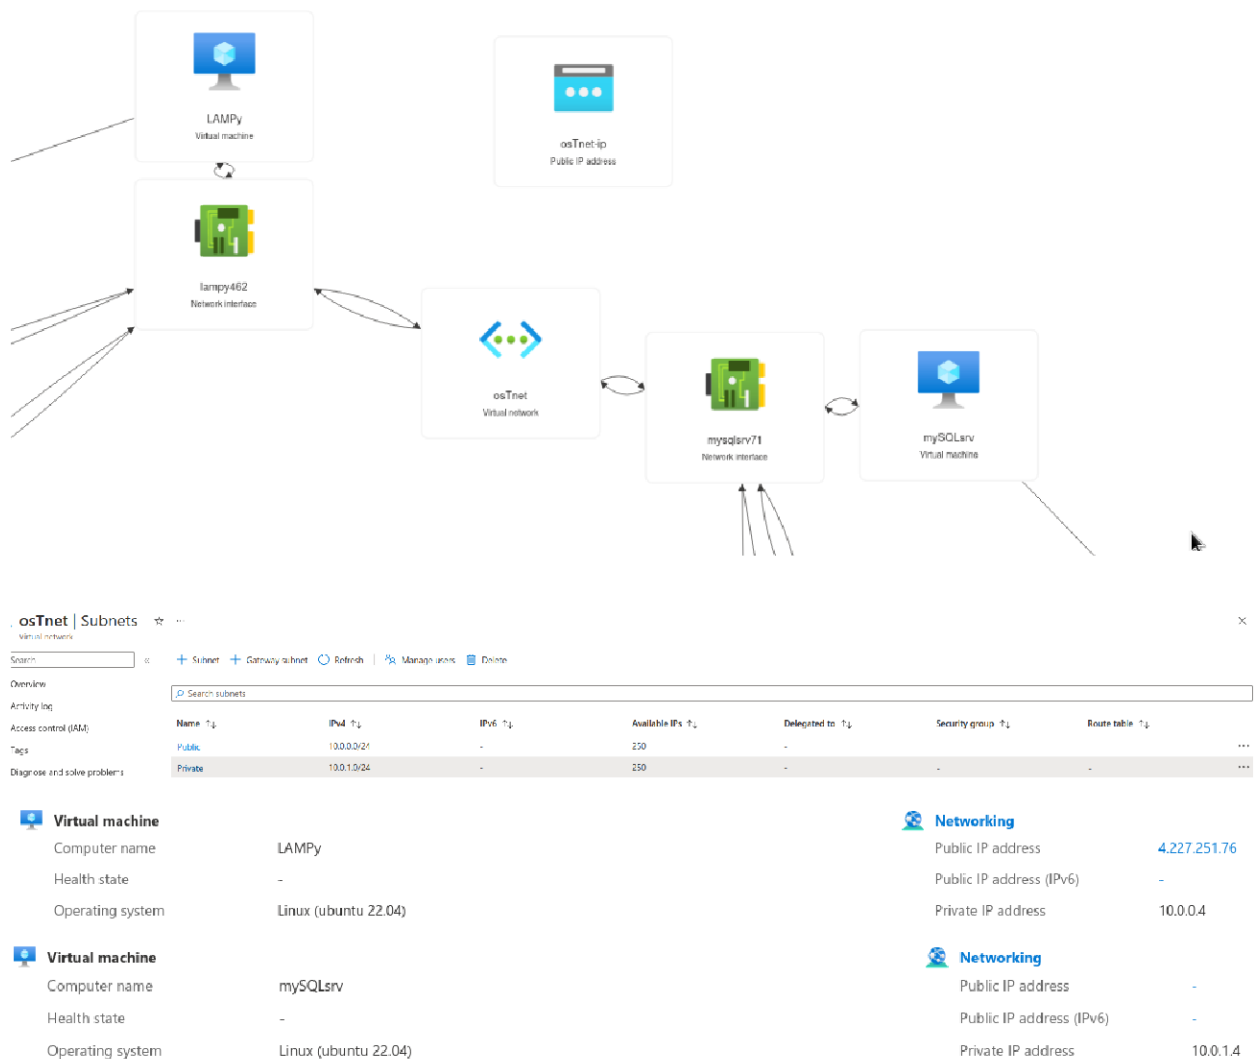 LAMPy
Virtual machine
osTnet-ip
Public IP address
lampy462
Network interface
osTnet
Virtual network
mysqlsrv71
Network interface
mySQLsrv
Virtual machine
osTnet | Subnets ☆ ···
Virtual network
Search «
+ Subnet + Gateway subnet Refresh Manage users Delete
Overview
Activity log
Access control (IAM)
Tags
Diagnose and solve problems
Search subnets
Name ↑↓ IPv4 ↑↓ IPv6 ↑↓ Available IPs ↑↓ Delegated to ↑↓ Security group ↑↓ Route table ↑↓
Public 10.0.0.0/24 - 250 - ···
Private 10.0.1.0/24 - 250 - - - ···
Virtual machine
Computer name LAMPy
Health state -
Operating system Linux (ubuntu 22.04)
Networking
Public IP address 4.227.251.76
Public IP address (IPv6) -
Private IP address 10.0.0.4
Virtual machine
Computer name mySQLsrv
Health state -
Operating system Linux (ubuntu 22.04)
Networking
Public IP address -
Public IP address (IPv6) -
Private IP address 10.0.1.4